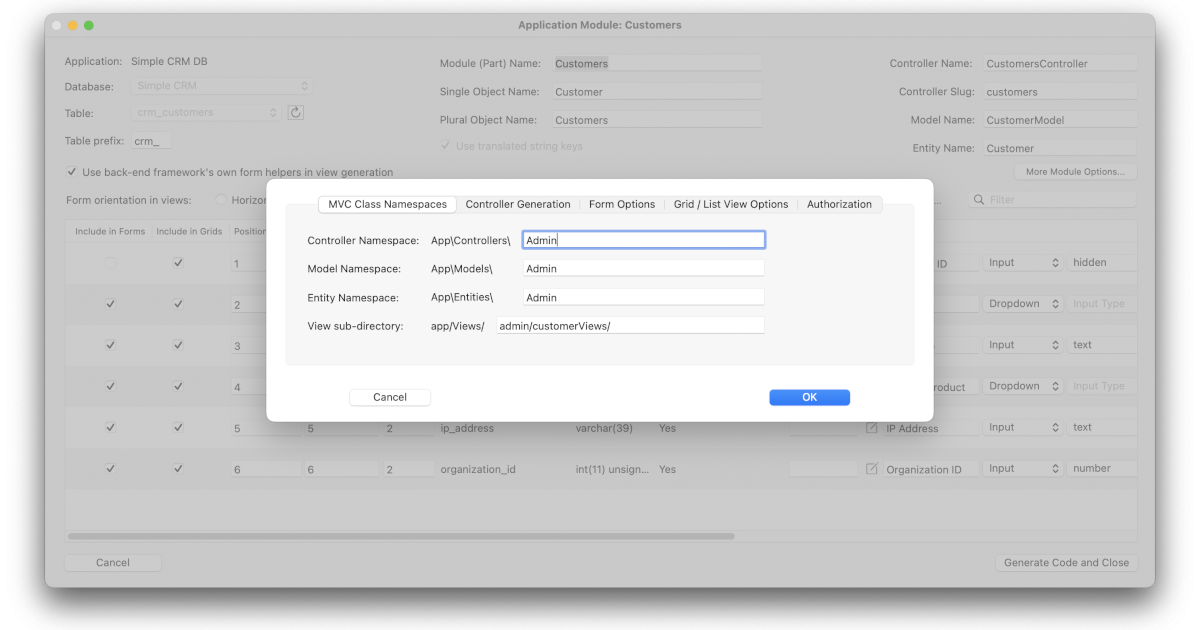 Application Module: Customers
Application: Simple CRM DB
Module (Part) Name: Customers
Controller Name: CustomersController
Database: Simple CRM
Single Object Name: Customer
Controller Slug: customers
Table: crm_customers
Plural Object Name: Customers
Model Name: CustomerModel
Table prefix: crm_
Use translated string keys
Entity Name: Customer
Use back-end framework's own form helpers in view generation
More Module Options...
Form orientation in views:
Filter
MVC Class Namespaces Controller Generation Form Options Grid / List View Options Authorization
Include in Forms Include in Grids Position
Controller Namespace: App\Controllers\ Admin
1 ID Input hidden
Model Namespace: App\Models\ Admin
Entity Namespace: App\Entities\ Admin
2 Dropdown Input Type
View sub-directory: app/Views/ admin/customerViews/
3 Input text
4 Dropdown Input Type
Cancel OK
5 5 2 ip_address varchar(39) Yes IP Address Input text
6 6 2 organization_id int(11) unsign... Yes Organization ID Input number
Cancel Generate Code and Close